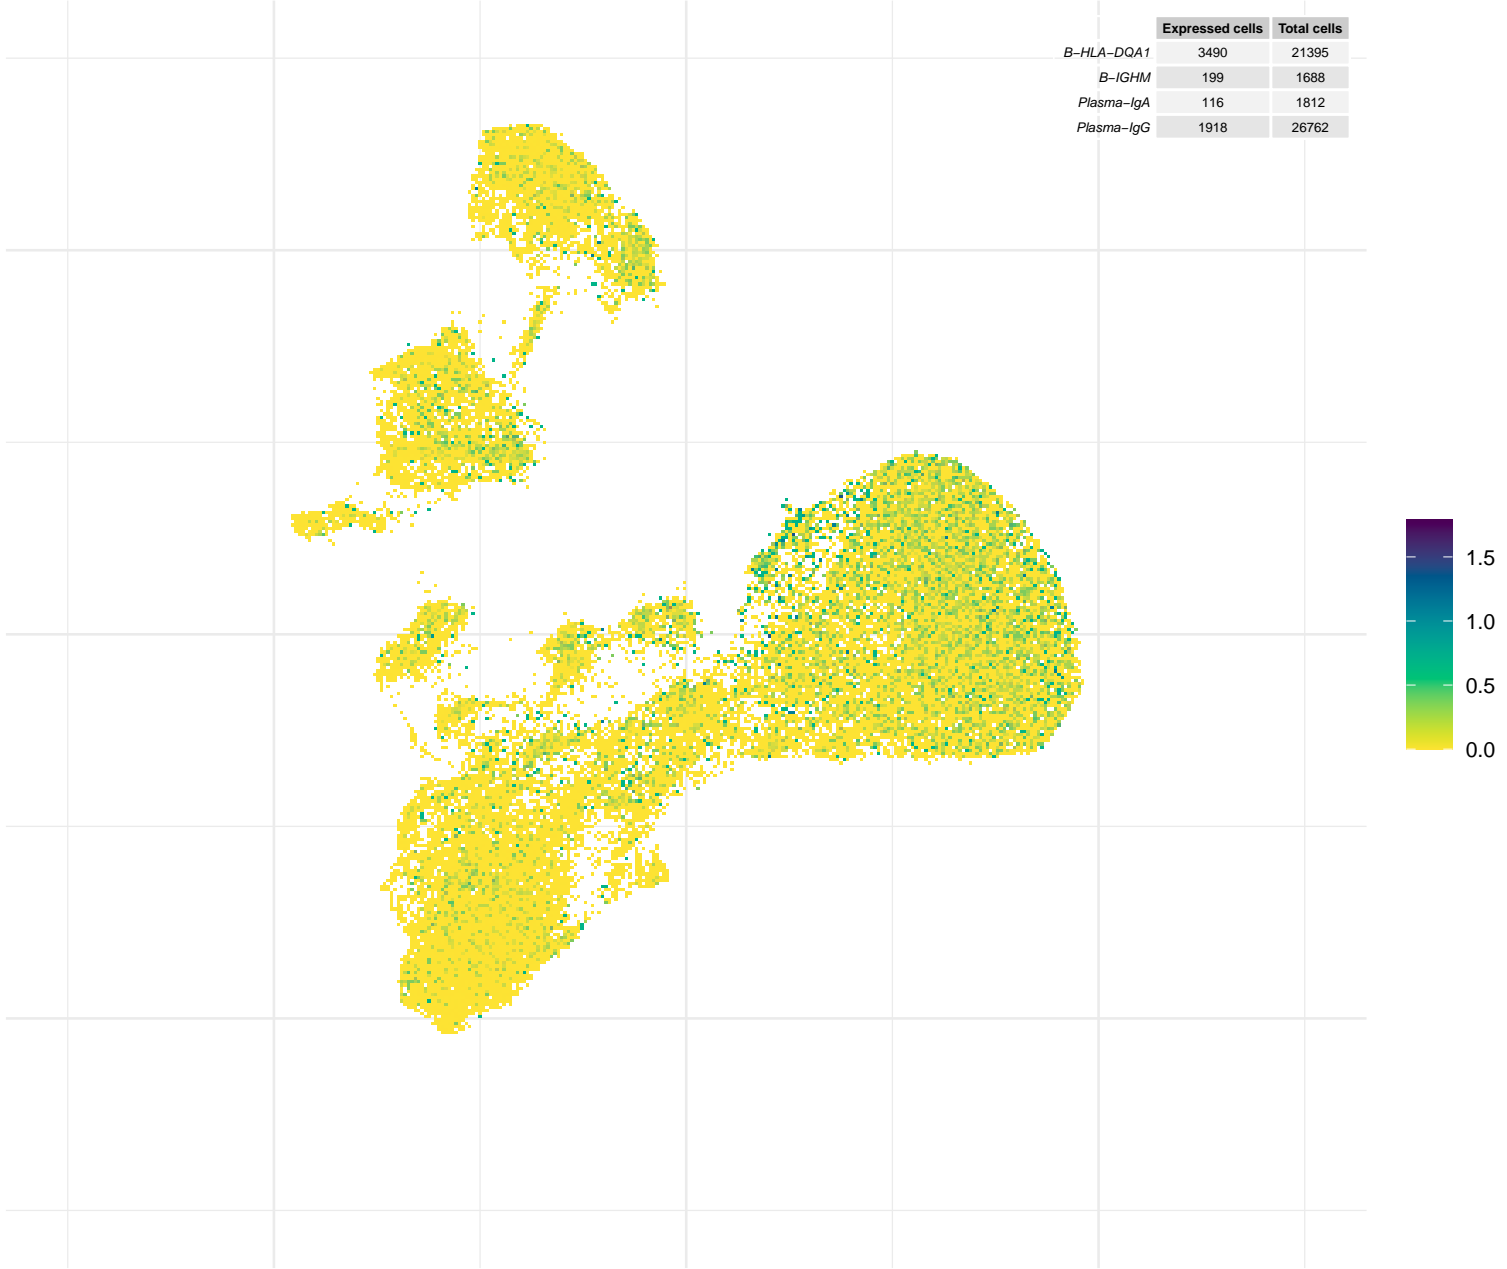 Expressed cells Total cells
B−HLA−DQA1 3490 21395
B−IGHM 199 1688
Plasma−IgA 116 1812
Plasma−IgG 1918 26762
1.5
1.0
0.5
0.0